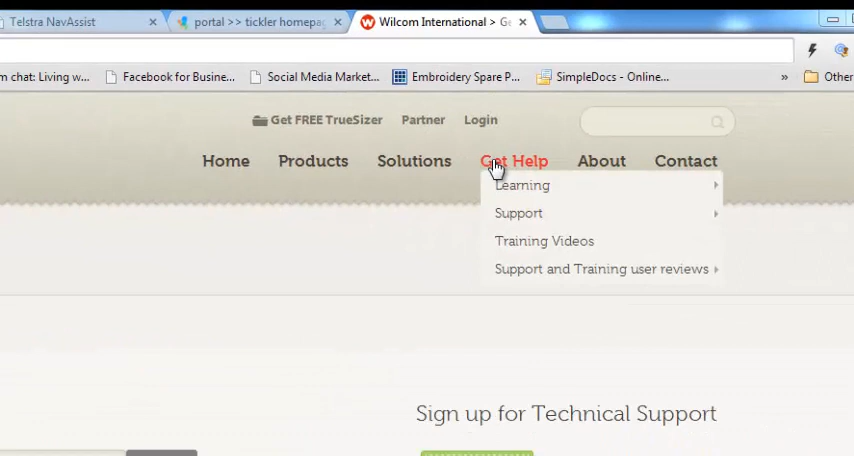 Telstra NavAssist
portal >> tickler homepag
Wilcom International > Ge
m chat: Living w...
Facebook for Busine...
Social Media Market...
Embroidery Spare P...
SimpleDocs - Online...
»
Other
Get FREE TrueSizer Partner Login
Home Products Solutions Get Help About Contact
Learning
Support
Training Videos
Support and Training user reviews
Sign up for Technical Support